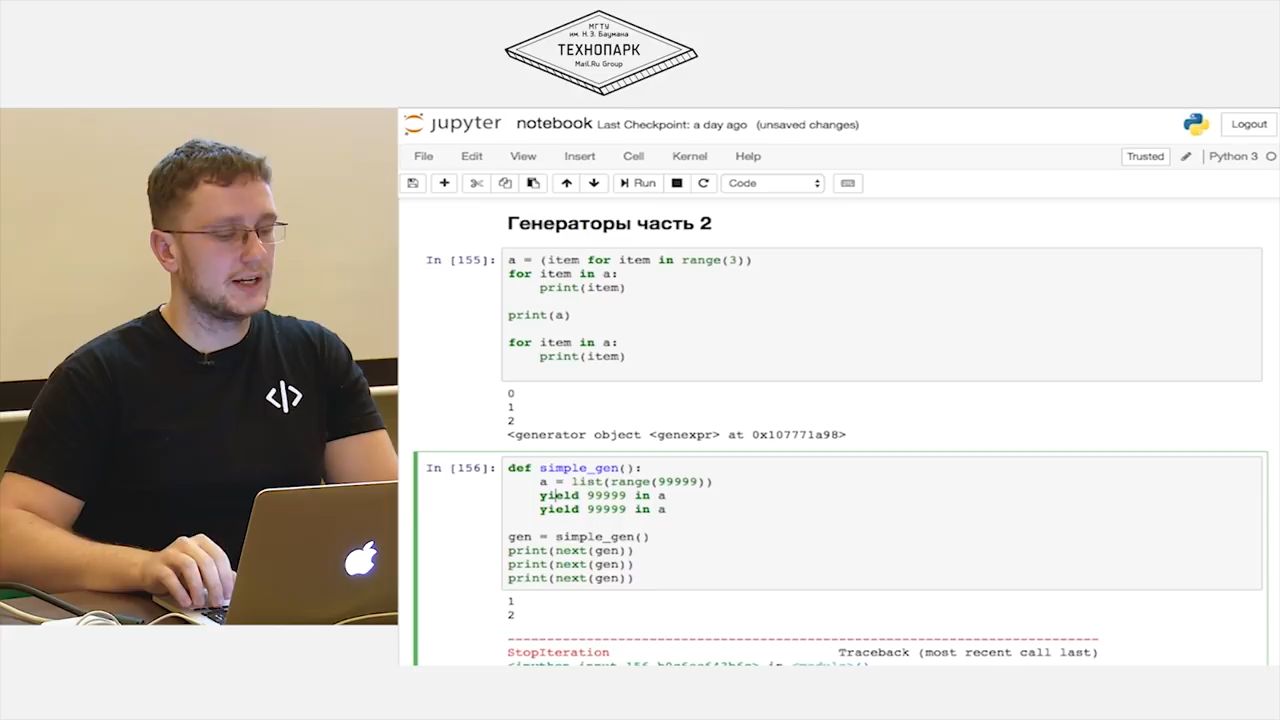 МГТУ
им. Н.Э. Баумана
ТЕХНОПАРК
Mail.Ru Group
jupyter notebook Last Checkpoint: a day ago (unsaved changes)
Logout
File Edit View Insert Cell Kernel Help
Trusted Python 3
Run Code
Генераторы часть 2
In [155]: a = (item for item in range(3))
for item in a:
print(item)
print(a)
for item in a:
print(item)
0
1
2
<generator object <genexpr> at 0x107771a98>
In [156]: def simple_gen():
a = list(range(99999))
yield 99999 in a
yield 99999 in a
gen = simple_gen()
print(next(gen))
print(next(gen))
print(next(gen))
1
2
StopIteration Traceback (most recent call last)